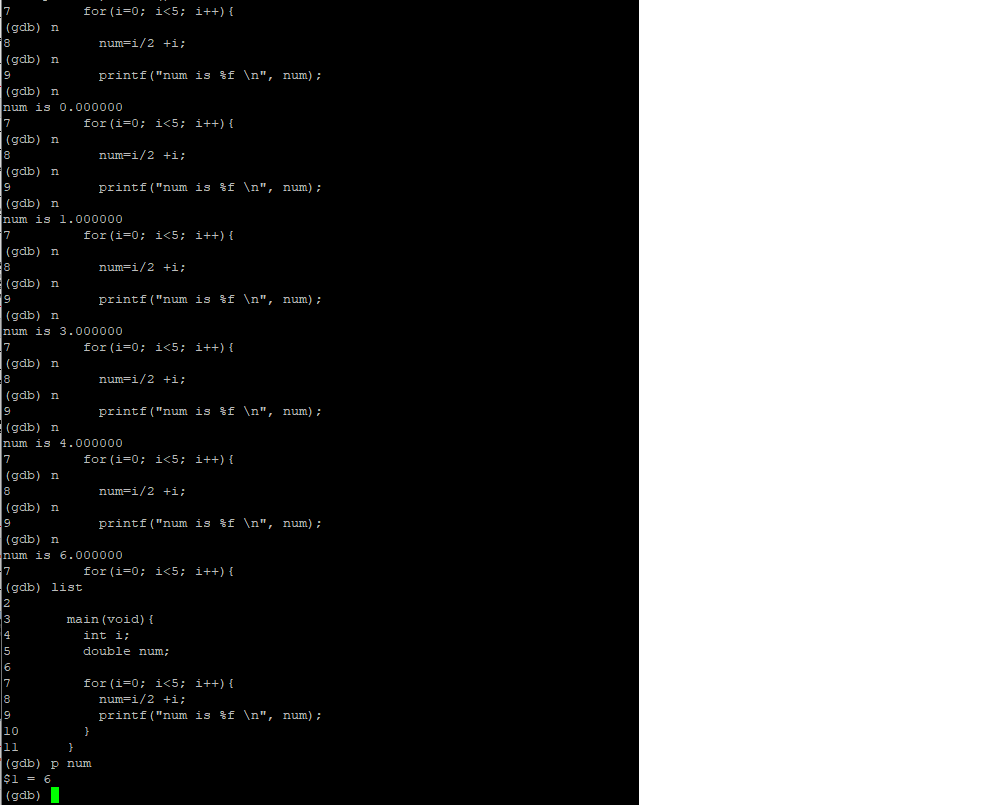 7         for(i=0; i<5; i++){
(gdb) n
8           num=i/2 +i;
(gdb) n
9           printf("num is %f \n", num);
(gdb) n
num is 0.000000
7         for(i=0; i<5; i++){
(gdb) n
8           num=i/2 +i;
(gdb) n
9           printf("num is %f \n", num);
(gdb) n
num is 1.000000
7         for(i=0; i<5; i++){
(gdb) n
8           num=i/2 +i;
(gdb) n
9           printf("num is %f \n", num);
(gdb) n
num is 3.000000
7         for(i=0; i<5; i++){
(gdb) n
8           num=i/2 +i;
(gdb) n
9           printf("num is %f \n", num);
(gdb) n
num is 4.000000
7         for(i=0; i<5; i++){
(gdb) n
8           num=i/2 +i;
(gdb) n
9           printf("num is %f \n", num);
(gdb) n
num is 6.000000
7         for(i=0; i<5; i++){
(gdb) list
2
3       main(void){
4         int i;
5         double num;
6
7         for(i=0; i<5; i++){
8           num=i/2 +i;
9           printf("num is %f \n", num);
10        }
11      }
(gdb) p num
$1 = 6
(gdb)